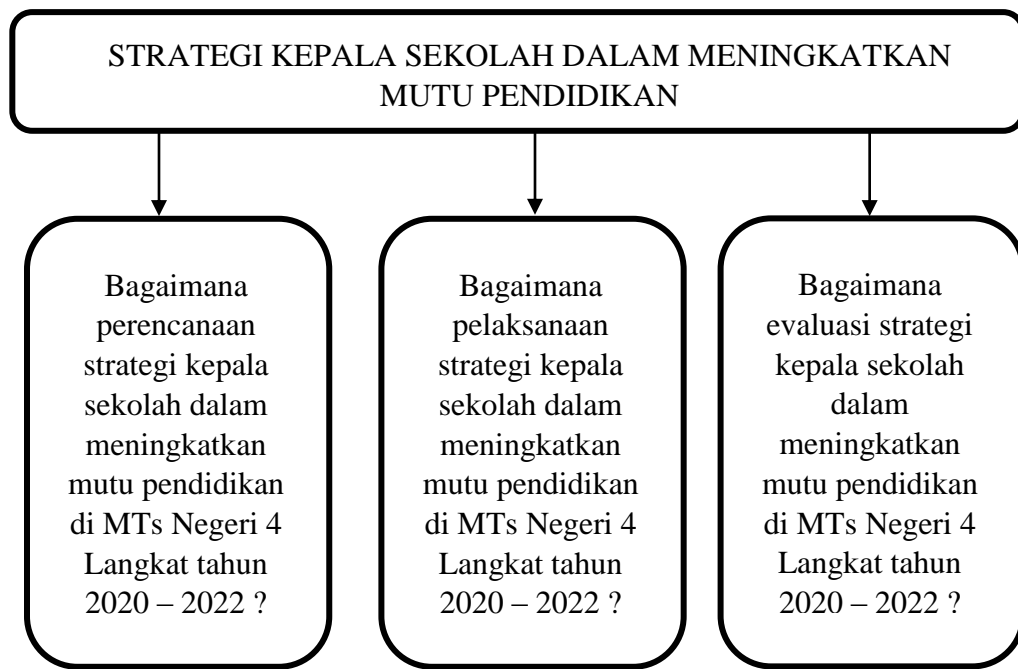 STRATEGI KEPALA SEKOLAH DALAM MENINGKATKAN
MUTU PENDIDIKAN
Bagaimana
perencanaan
strategi kepala
sekolah dalam
meningkatkan
mutu pendidikan
di MTs Negeri 4
Langkat tahun
2020 – 2022 ?
Bagaimana
pelaksanaan
strategi kepala
sekolah dalam
meningkatkan
mutu pendidikan
di MTs Negeri 4
Langkat tahun
2020 – 2022 ?
Bagaimana
evaluasi strategi
kepala sekolah
dalam
meningkatkan
mutu pendidikan
di MTs Negeri 4
Langkat tahun
2020 – 2022 ?